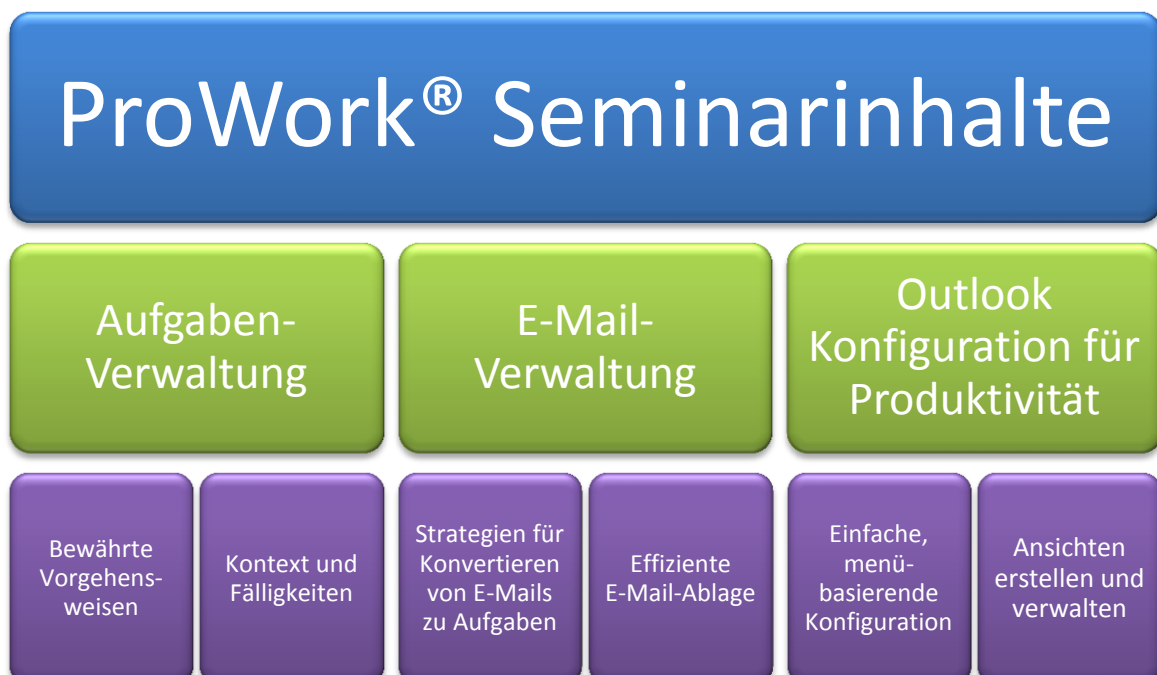 ProWork® Seminarinhalte
Aufgaben-
Verwaltung
E-Mail-
Verwaltung
Outlook
Konfiguration für
Produktivität
Bewährte
Vorgehens-
weisen
Kontext und
Fälligkeiten
Strategien für
Konvertieren
von E-Mails
zu Aufgaben
Effiziente
E-Mail-Ablage
Einfache,
menü-
basierende
Konfiguration
Ansichten
erstellen und
verwalten